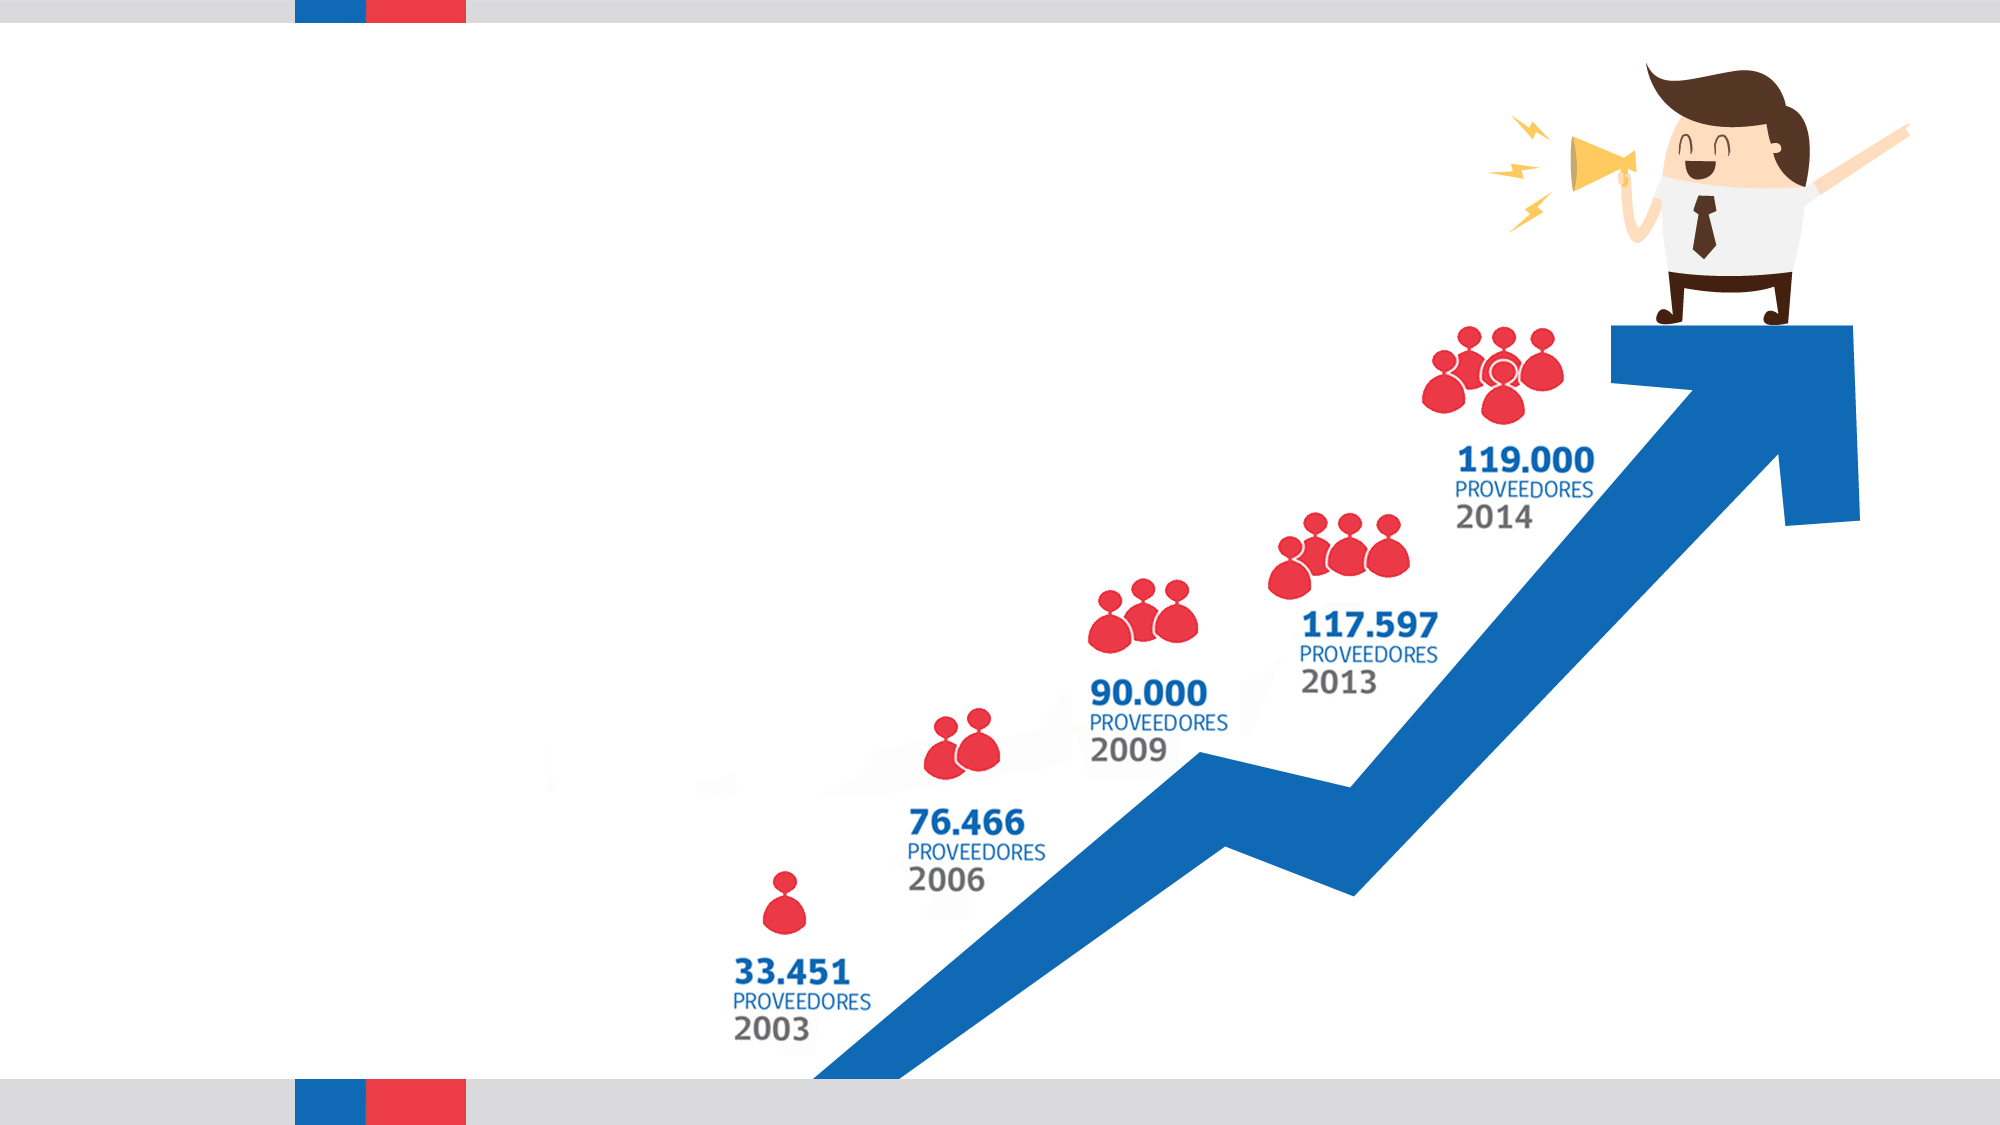 119.000
PROVEEDORES
2014
117.597
PROVEEDORES
2013
90.000
PROVEEDORES
2009
76.466
PROVEEDORES
2006
33.451
PROVEEDORES
2003